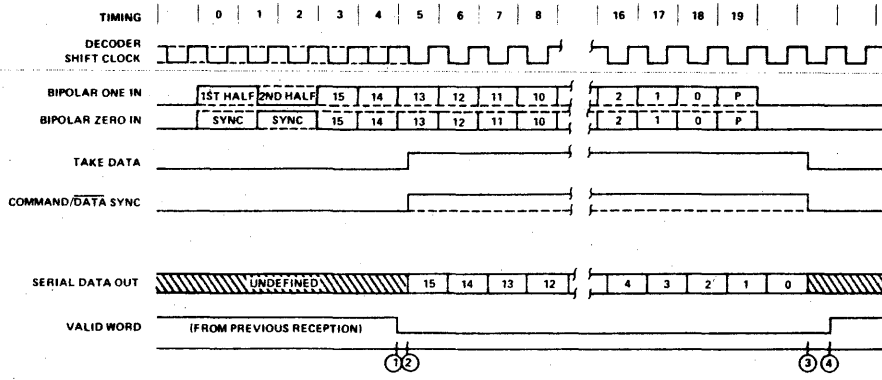 TIMING 0 1 2 3 4 5 6 7 8 16 17 18 19
DECODER
SHIFT CLOCK
BIPOLAR ONE IN 1ST HALF 2ND HALF 15 14 13 12 11 10 2 1 0 P
BIPOLAR ZERO IN SYNC SYNC 15 14 13 12 11 10 2 1 0 P
TAKE DATA
COMMAND/DATA SYNC
SERIAL DATA OUT UNDEFINED 15 14 13 12 4 3 2 1 0
VALID WORD (FROM PREVIOUS RECEPTION)
1 2 3 4